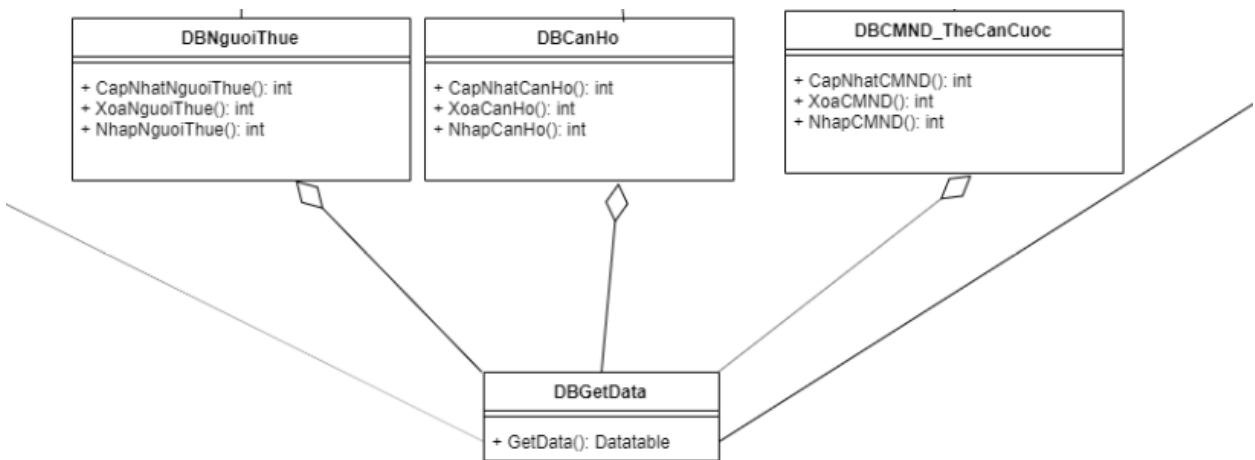 DBNguoiThue
+ CapNhatNguoiThue(): int
+ XoaNguoiThue(): int
+ NhapNguoiThue(): int
DBCanHo
+ CapNhatCanHo(): int
+ XoaCanHo(): int
+ NhapCanHo(): int
DBCMND_TheCanCuoc
+ CapNhatCMND(): int
+ XoaCMND(): int
+ NhapCMND(): int
DBGetData
+ GetData(): Datatable